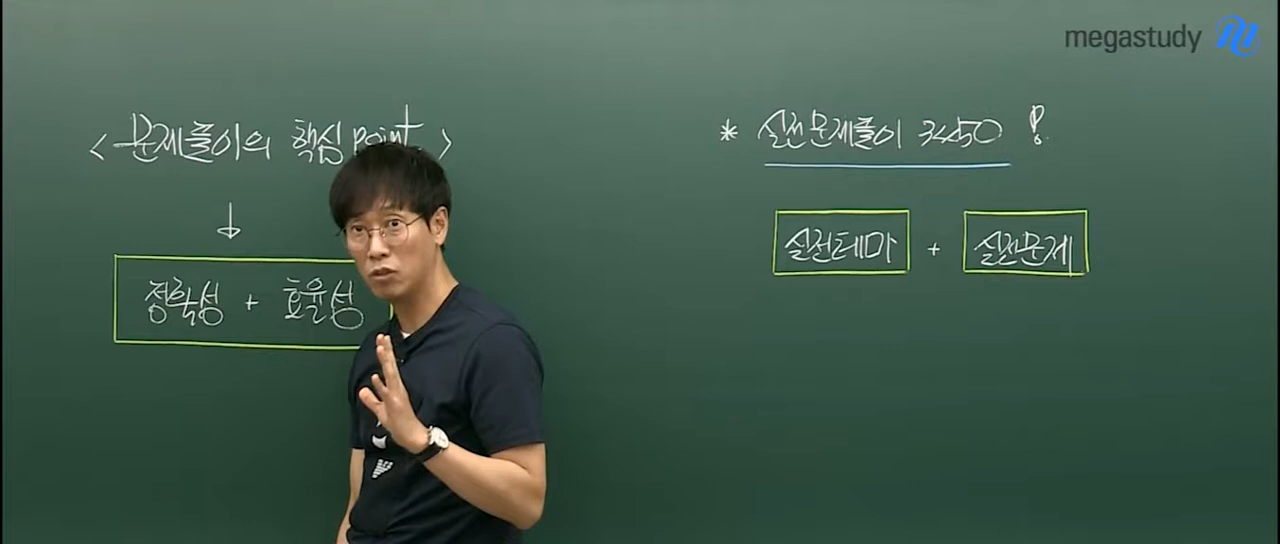 megastudy
< 문제풀이의 핵심 point >
↓
정확성 + 효율성
* 실전문제풀이 3450 !
실전테마 + 실전문제